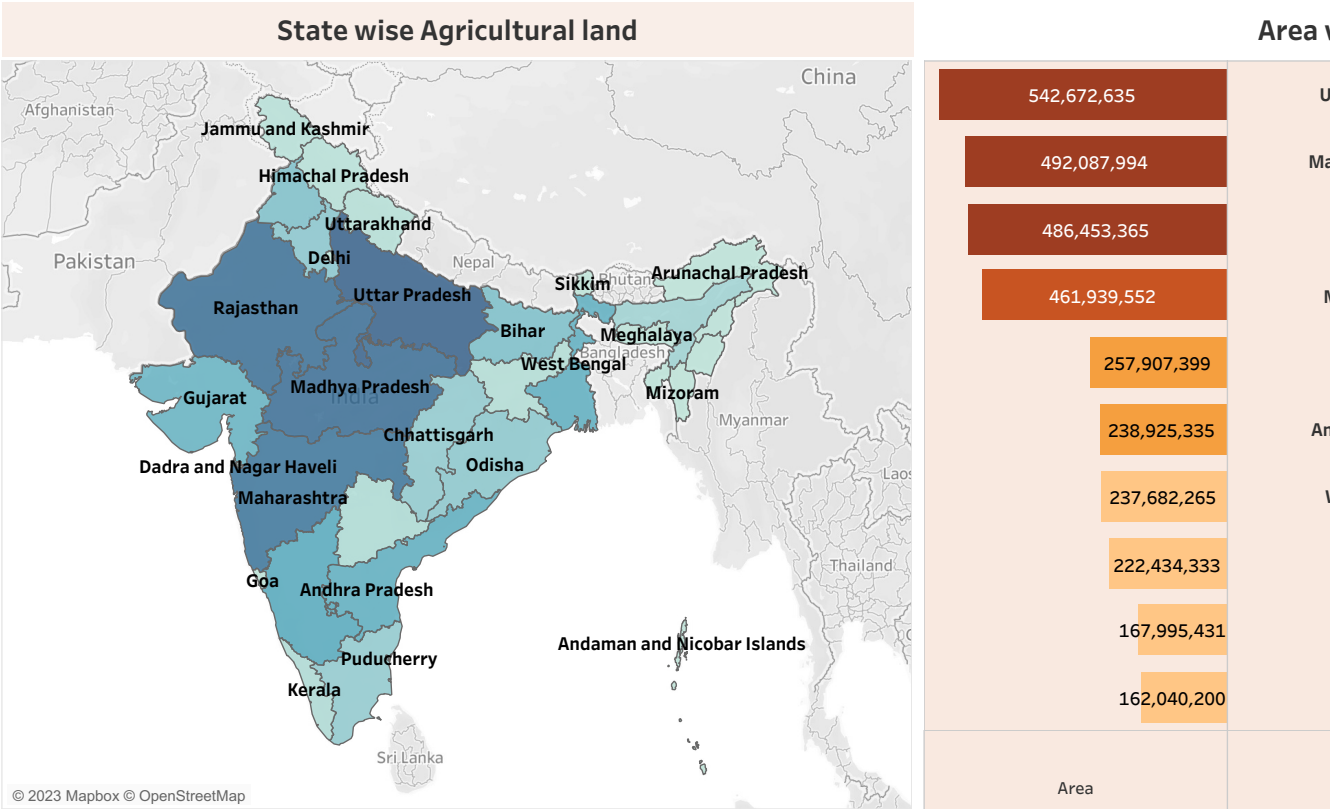 State wise Agricultural land
Area
China
Afghanistan
Jammu and Kashmir
Himachal Pradesh
Uttarakhand
Pakistan
Delhi
Nepal
Arunachal Pradesh
Sikkim
Bhutan
Uttar Pradesh
Rajasthan
Bihar
Meghalaya
Bangladesh
West Bengal
Madhya Pradesh
India
Mizoram
Gujarat
Myanmar
Chhattisgarh
Odisha
Dadra and Nagar Haveli
Laos
Maharashtra
Thailand
Goa
Andhra Pradesh
Andaman and Nicobar Islands
Puducherry
Kerala
Sri Lanka
© 2023 Mapbox © OpenStreetMap
542,672,635
U
492,087,994
Ma
486,453,365
461,939,552
M
257,907,399
238,925,335
An
237,682,265
W
222,434,333
167,995,431
162,040,200
Area